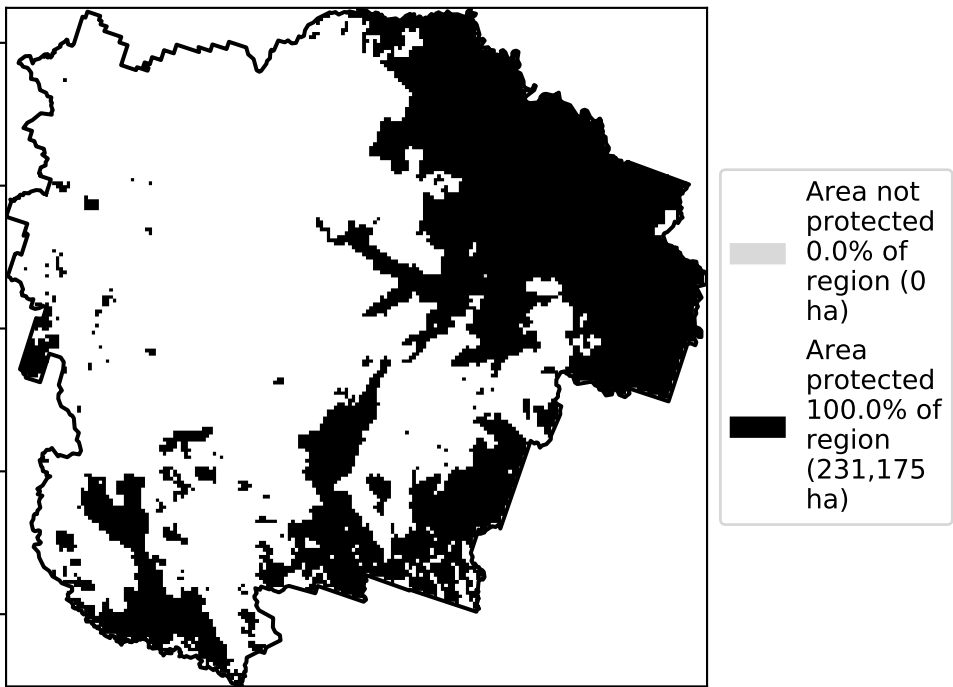 Area not
protected
0.0% of
region (0
ha)
Area
protected
100.0% of
region
(231,175
ha)